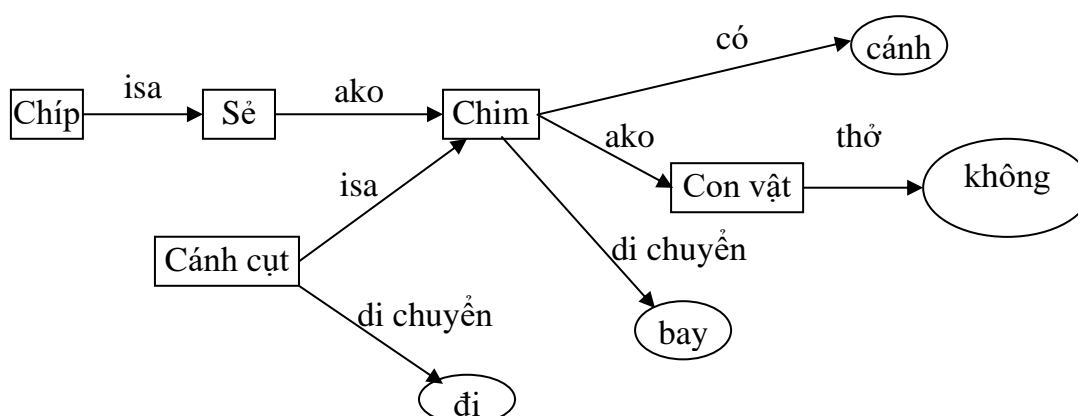 có
cánh
isa
ako
Chíp
Sẻ
Chim
ako
thở
Con vật
không
isa
Cánh cụt
di chuyển
di chuyển
bay
đi